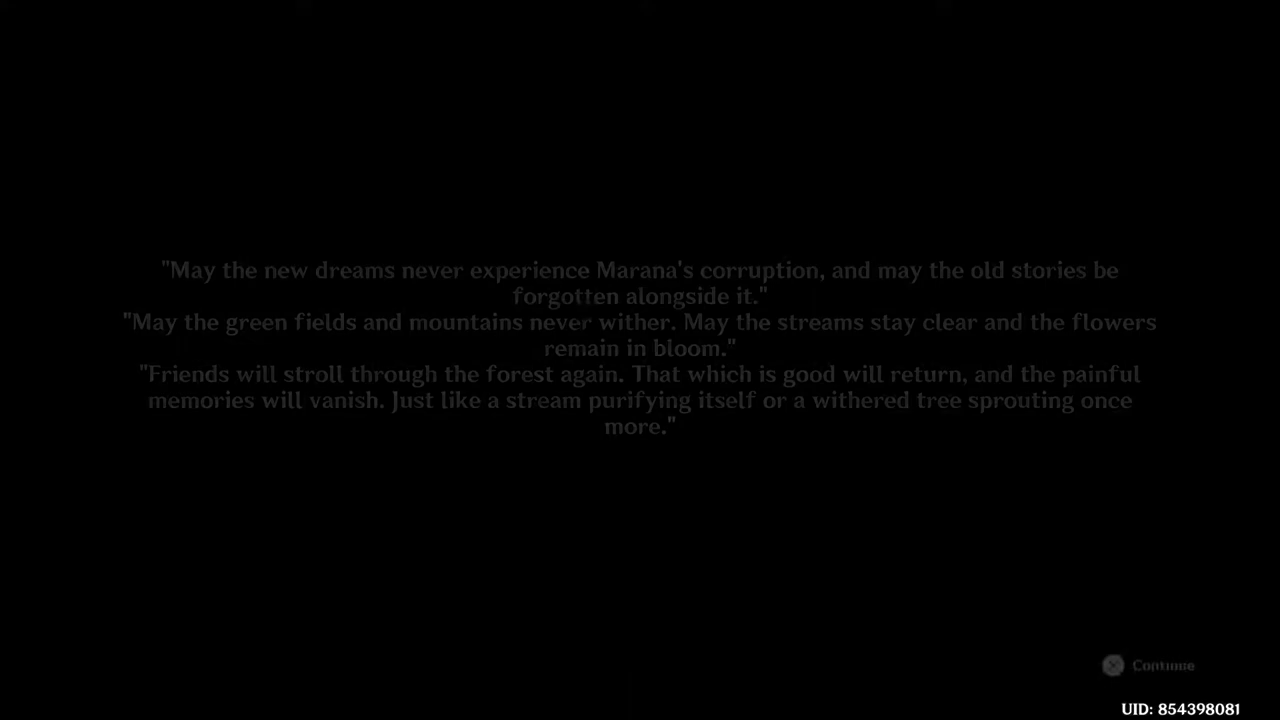 "May the new dreams never experience Marana's corruption, and may the old stories be
forgotten alongside it."
"May the green fields and mountains never wither. May the streams stay clear and the flowers
remain in bloom."
"Friends will stroll through the forest again. That which is good will return, and the painful
memories will vanish. Just like a stream purifying itself or a withered tree sprouting once
more."
Continue
UID: 854398081